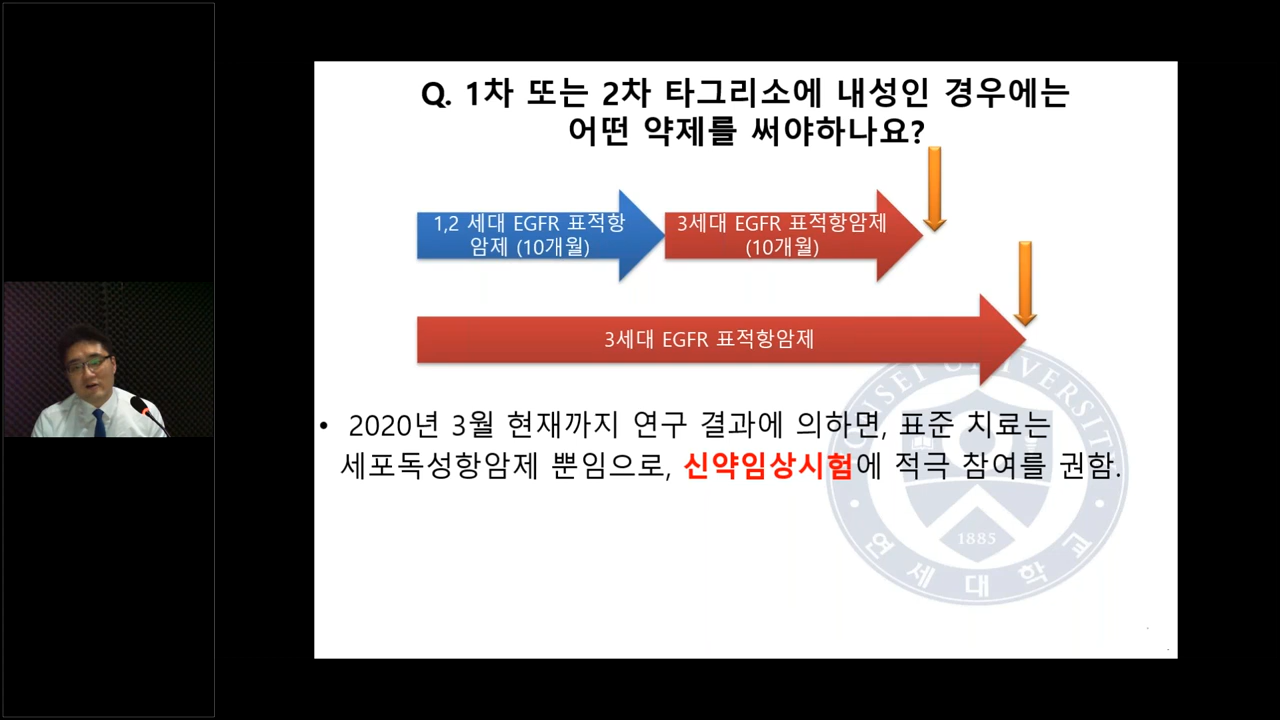 Q. 1차 또는 2차 타그리소에 내성인 경우에는
어떤 약제를 써야하나요?
1,2 세대 EGFR 표적항
암제 (10개월)
3세대 EGFR 표적항암제
(10개월)
3세대 EGFR 표적항암제
• 2020년 3월 현재까지 연구 결과에 의하면, 표준 치료는
세포독성항암제 뿐임으로, 신약임상시험에 적극 참여를 권함.
UNIVERSITY
1885
연세대학교